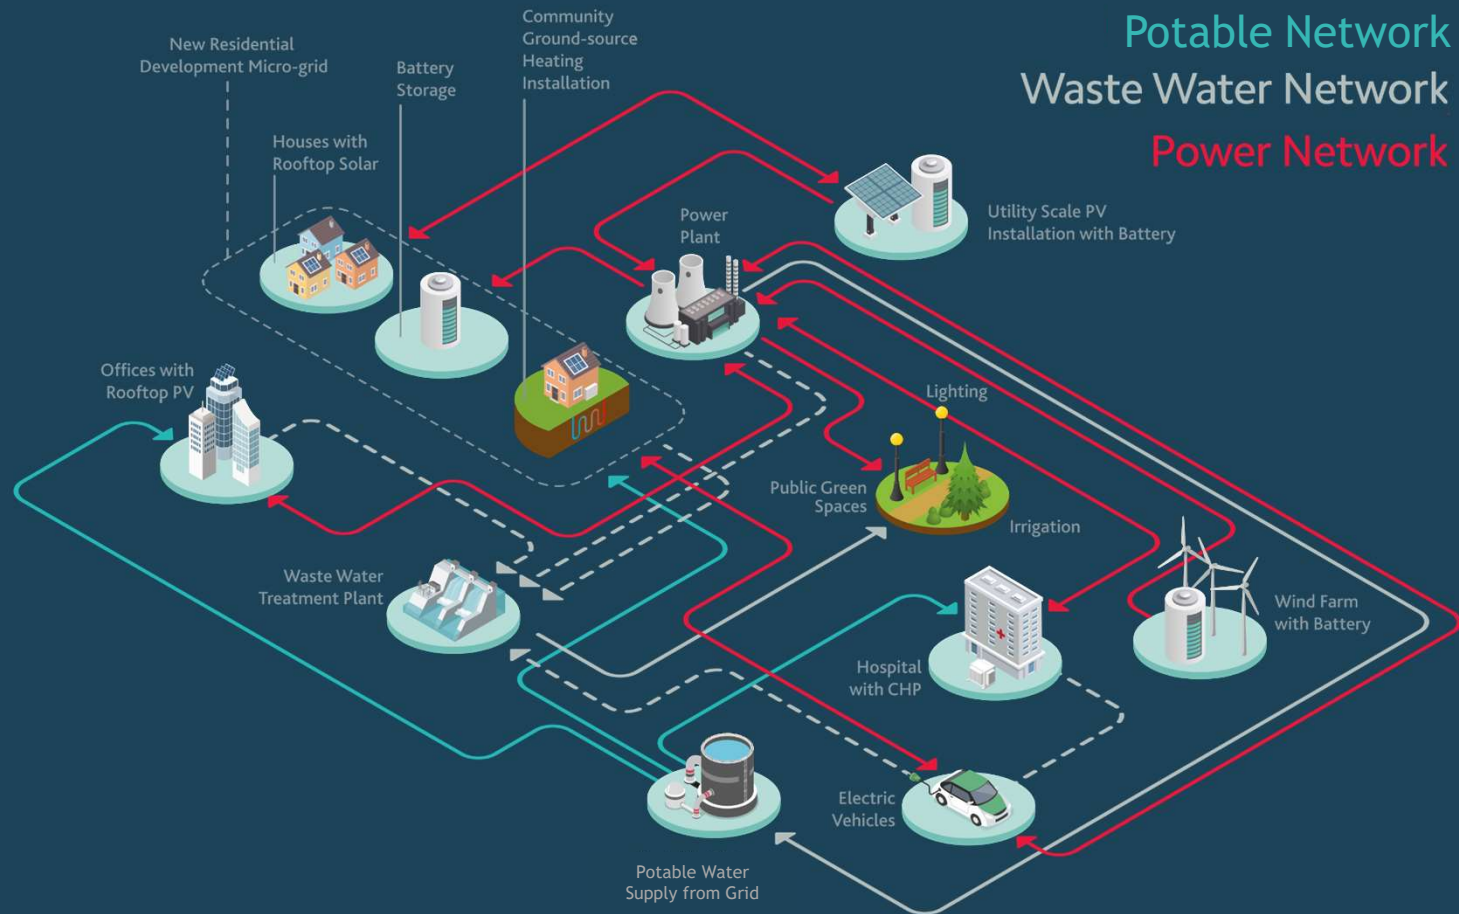 Potable Network
Waste Water Network
Power Network
Community
Ground-source
Heating
Installation
New Residential
Development Micro-grid
Battery
Storage
Houses with
Rooftop Solar
Power
Plant
Utility Scale PV
Installation with Battery
Offices with
Rooftop PV
Lighting
Public Green
Spaces
Irrigation
Waste Water
Treatment Plant
Wind Farm
with Battery
Hospital
with CHP
Electric
Vehicles
Potable Water
Supply from Grid